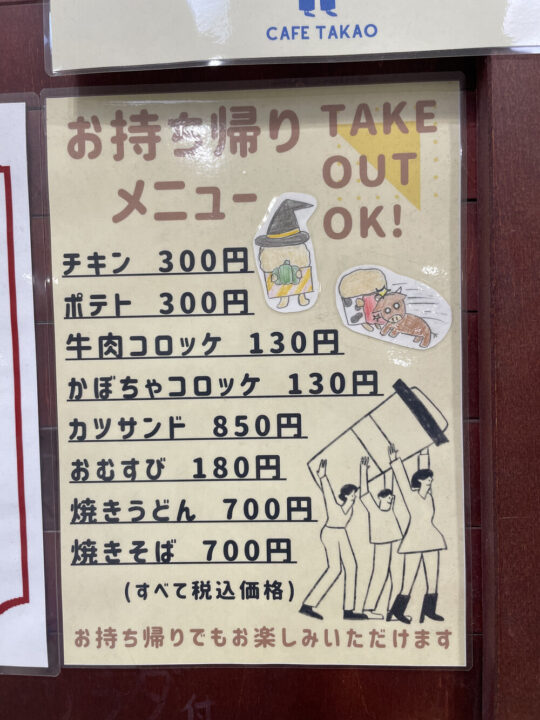 CAFE TAKAO
お持ち帰り
メニュー
TAKE
OUT
OK!
チキン 300円
ポテト 300円
牛肉コロッケ 130円
かぼちゃコロッケ 130円
カツサンド 850円
おむすび 180円
焼きうどん 700円
焼きそば 700円
(すべて税込価格)
お持ち帰りでもお楽しみいただけます